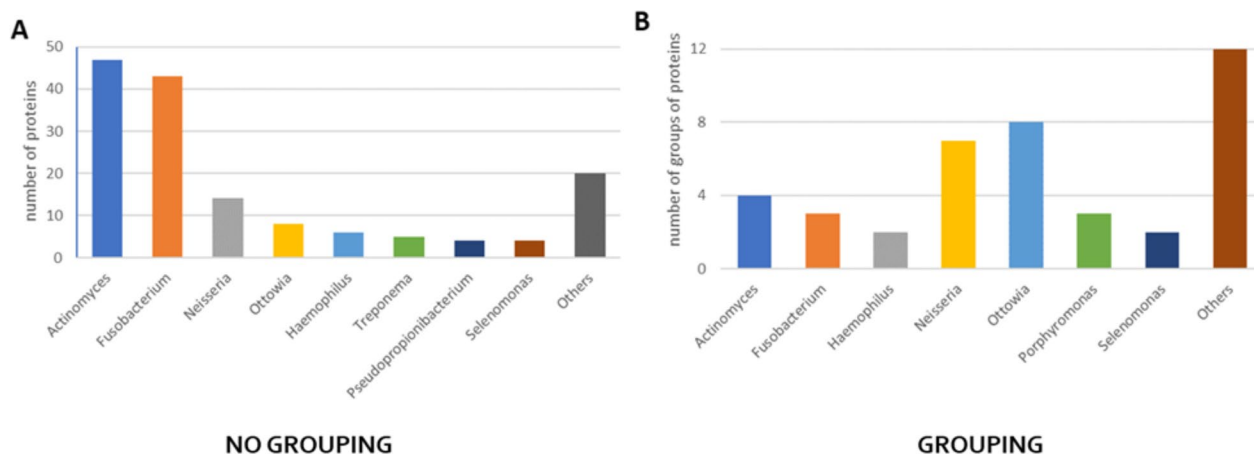 A
number of proteins
50
40
30
20
10
0
Actinomyces
Fusobacterium
Neisseria
Ottowia
Haemophilus
Treponema
Pseudopropionibacterium
Selenomonas
Others
NO GROUPING
B
number of groups of proteins
12
8
4
0
Actinomyces
Fusobacterium
Haemophilus
Neisseria
Ottowia
Porphyromonas
Selenomonas
Others
GROUPING